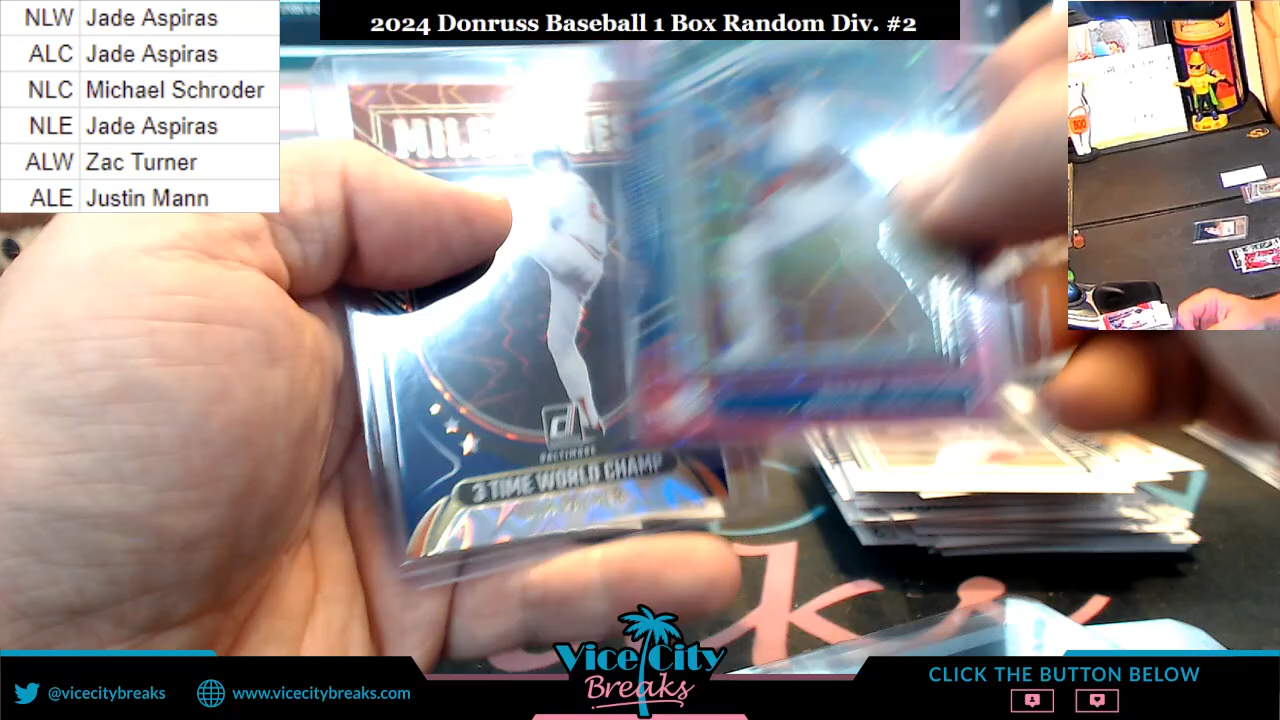 2024 Donruss Baseball 1 Box Random Div. #2
NLW Jade Aspiras
ALC Jade Aspiras
NLC Michael Schroder
NLE Jade Aspiras
ALW Zac Turner
ALE Justin Mann
BALTIMORE
3 TIME WORLD CHAMP
Vice City
Breaks
@vicecitybreaks
www.vicecitybreaks.com
CLICK THE BUTTON BELOW